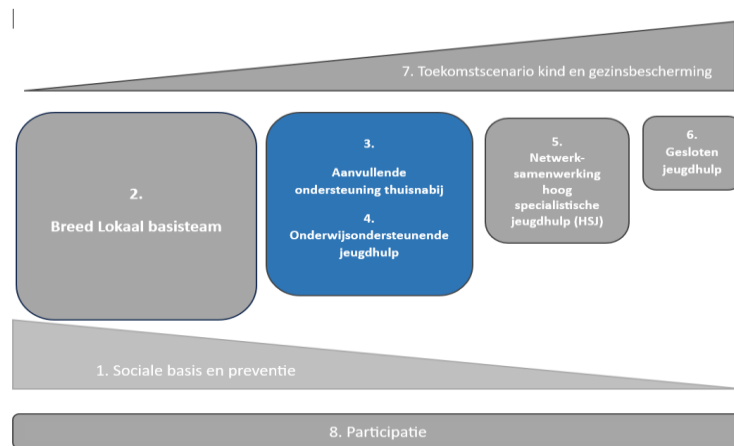 7. Toekomstscenario kind en gezinsbescherming
2.
Breed Lokaal basisteam
3.
Aanvullende
ondersteuning thuisnabij
4.
Onderwijsondersteunende
jeugdhulp
5.
Netwerk-
samenwerking
hoog
specialistische
jeugdhulp (HSJ)
6.
Gesloten
jeugdhulp
1. Sociale basis en preventie
8. Participatie